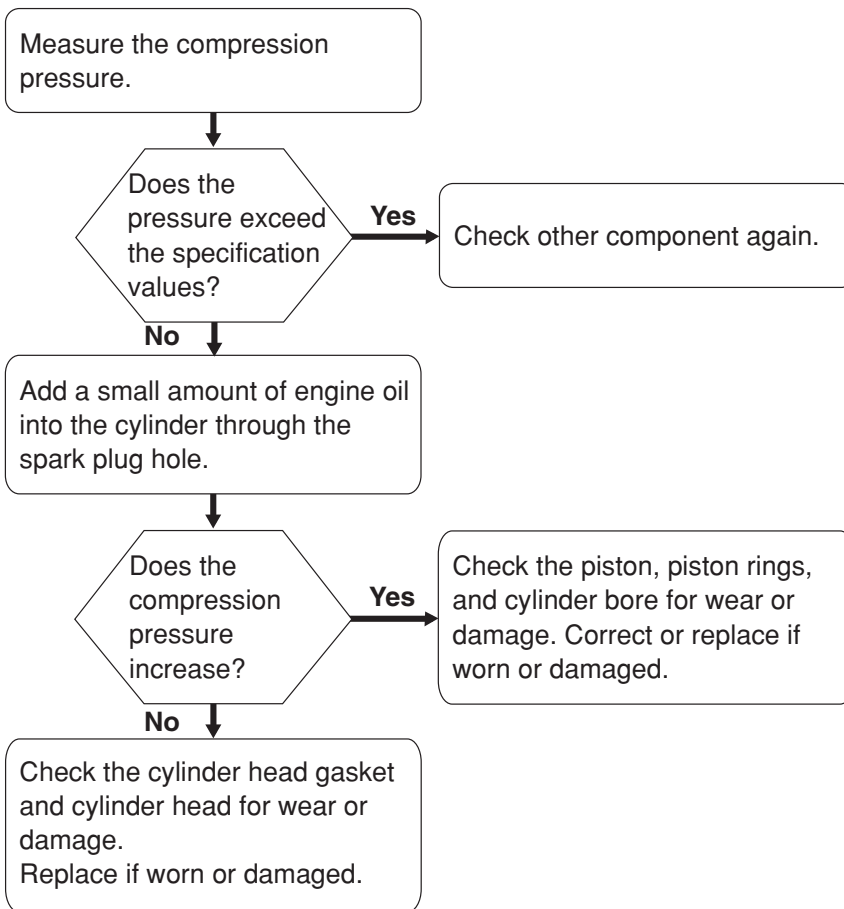 Measure the compression
pressure.
Does the
pressure exceed
the specification
values?
Yes
Check other component again.
No
Add a small amount of engine oil
into the cylinder through the
spark plug hole.
Does the
compression
pressure
increase?
Yes
Check the piston, piston rings,
and cylinder bore for wear or
damage. Correct or replace if
worn or damaged.
No
Check the cylinder head gasket
and cylinder head for wear or
damage.
Replace if worn or damaged.